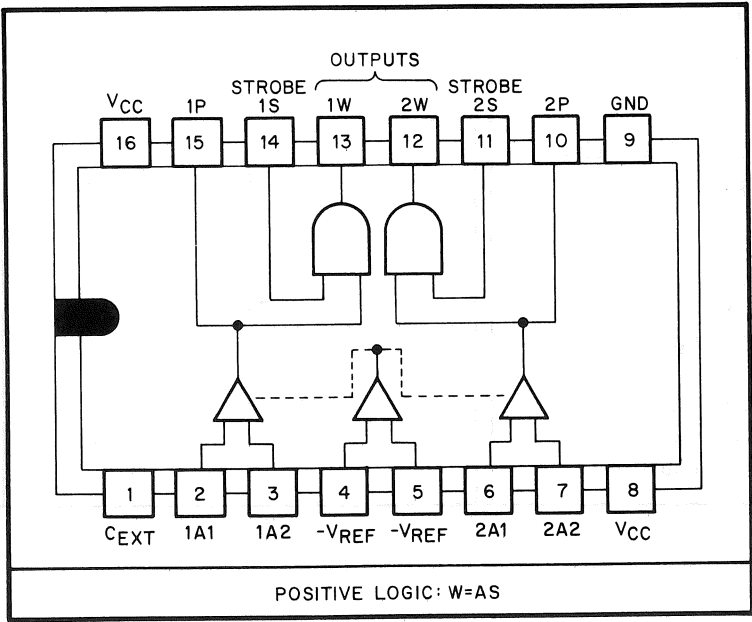 OUTPUTS
STROBE STROBE
VCC 1P 1S 1W 2W 2S 2P GND
16 15 14 13 12 11 10 9
1 2 3 4 5 6 7 8
CEXT 1A1 1A2 -VREF -VREF 2A1 2A2 VCC
POSITIVE LOGIC: W=AS